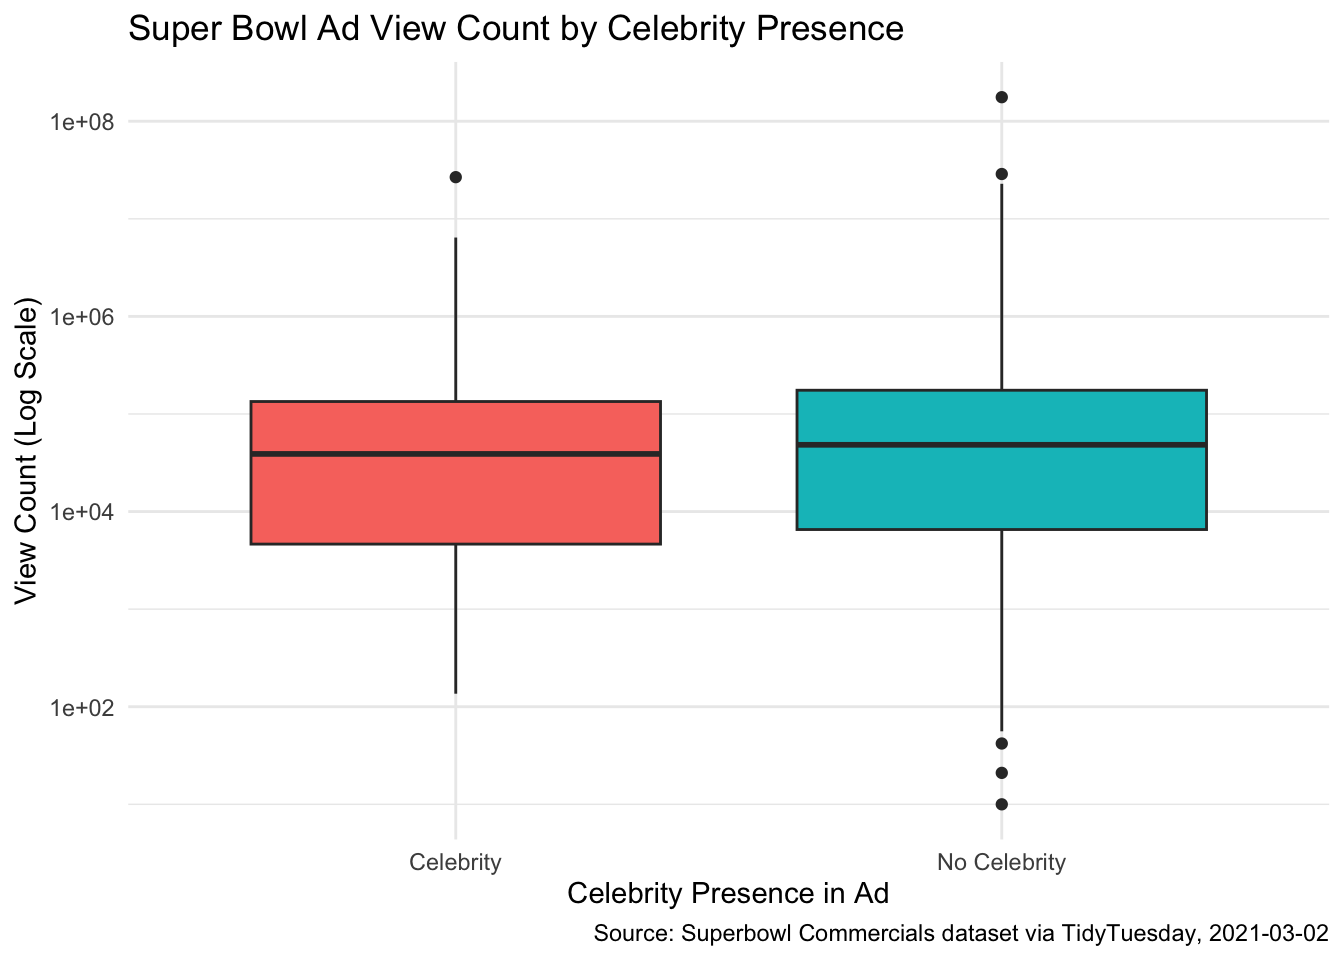 Super Bowl Ad View Count by Celebrity Presence
View Count (Log Scale)
1e+08
1e+06
1e+04
1e+02
Celebrity
No Celebrity
Celebrity Presence in Ad
Source: Superbowl Commercials dataset via TidyTuesday, 2021-03-02